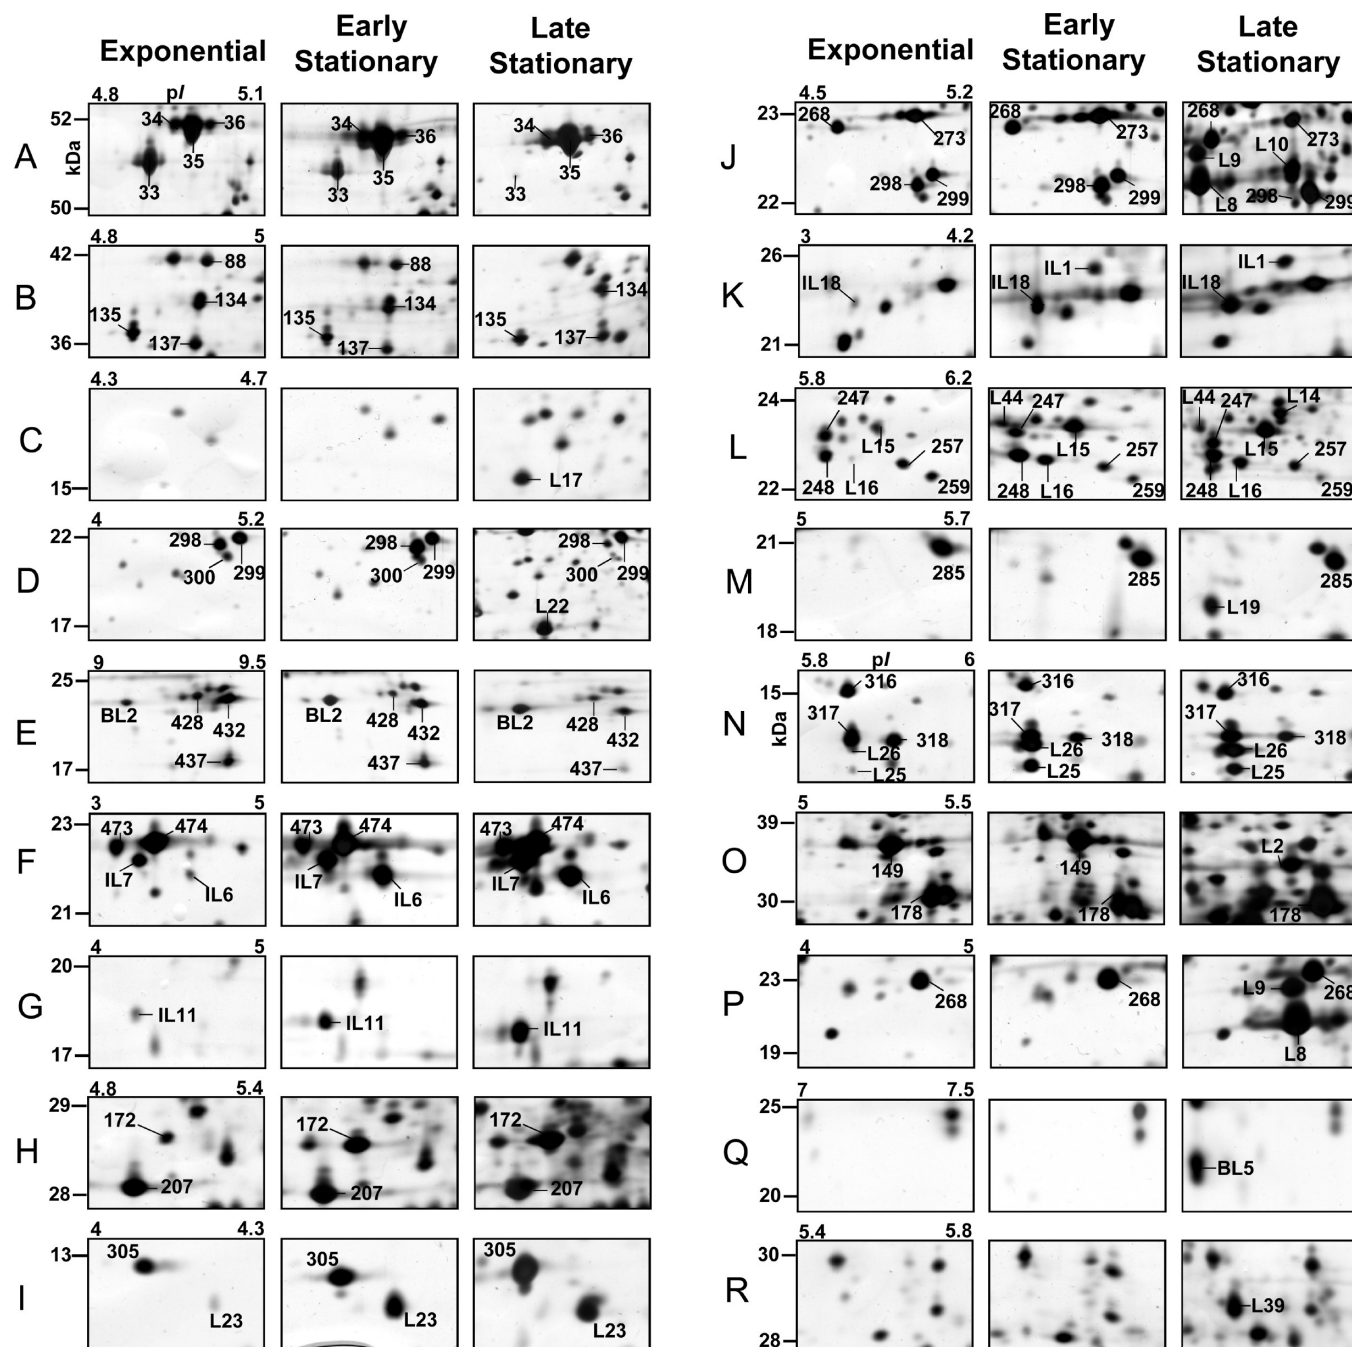 Exponential
Early
Stationary
Late
Stationary
Exponential
Early
Stationary
Late
Stationary
A
kDa
52
50
4.8 pI 5.1
34 36
35
33
34 36
35
33
34 36
35
33
B
42
36
4.8 5
88
134
135
137
88
134
135
137
134
135
137
C
15
4.3 4.7
L17
D
22
17
4 5.2
298
300 299
298
300 299
298
300 299
L22
E
25
17
9 9.5
BL2 428 432
437
BL2 428 432
437
BL2 428 432
437
F
23
21
3 5
473 474
IL7 IL6
473 474
IL7 IL6
473 474
IL7 IL6
G
20
17
4 5
IL11
IL11
IL11
H
29
28
4.8 5.4
172
207
172
207
172
207
I
13
4 4.3
305
L23
305
L23
305
L23
J
23
22
4.5 5.2
268 273
298 299
268 273
298 299
268 L10 273
L9
L8 298 299
K
26
21
3 4.2
IL18
IL18 IL1
IL18 IL1
L
24
22
5.8 6.2
247
L15 257
248 L16 259
L44 247
L15 257
248 L16 259
L44 247 L14
L15 257
248 L16 259
M
21
18
5 5.7
285
285
285
L19
N
kDa
15
5.8 pI 6
316
317 318
L26
L25
316
317 318
L26
L25
316
317 318
L26
L25
O
39
30
5 5.5
149
178
149
178
L2
178
P
23
19
4 5
268
268
L9 268
L8
Q
25
20
7 7.5
BL5
R
30
28
5.4 5.8
L39